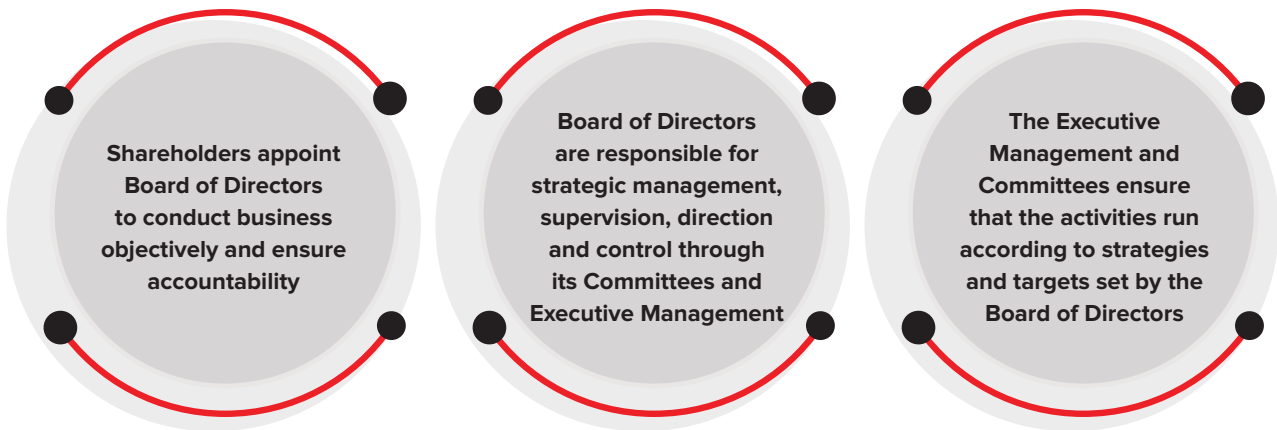 Shareholders appoint
Board of Directors
to conduct business
objectively and ensure
accountability
Board of Directors
are responsible for
strategic management,
supervision, direction
and control through
its Committees and
Executive Management
The Executive
Management and
Committees ensure
that the activities run
according to strategies
and targets set by the
Board of Directors